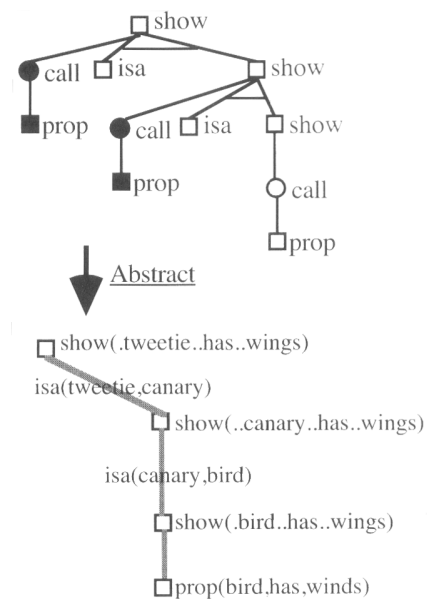 show
call isa show
prop call isa show
prop call
prop
Abstract
show(.tweetie..has..wings)
isa(tweetie,canary)
show(..canary..has..wings)
isa(canary,bird)
show(.bird..has..wings)
prop(bird,has,winds)